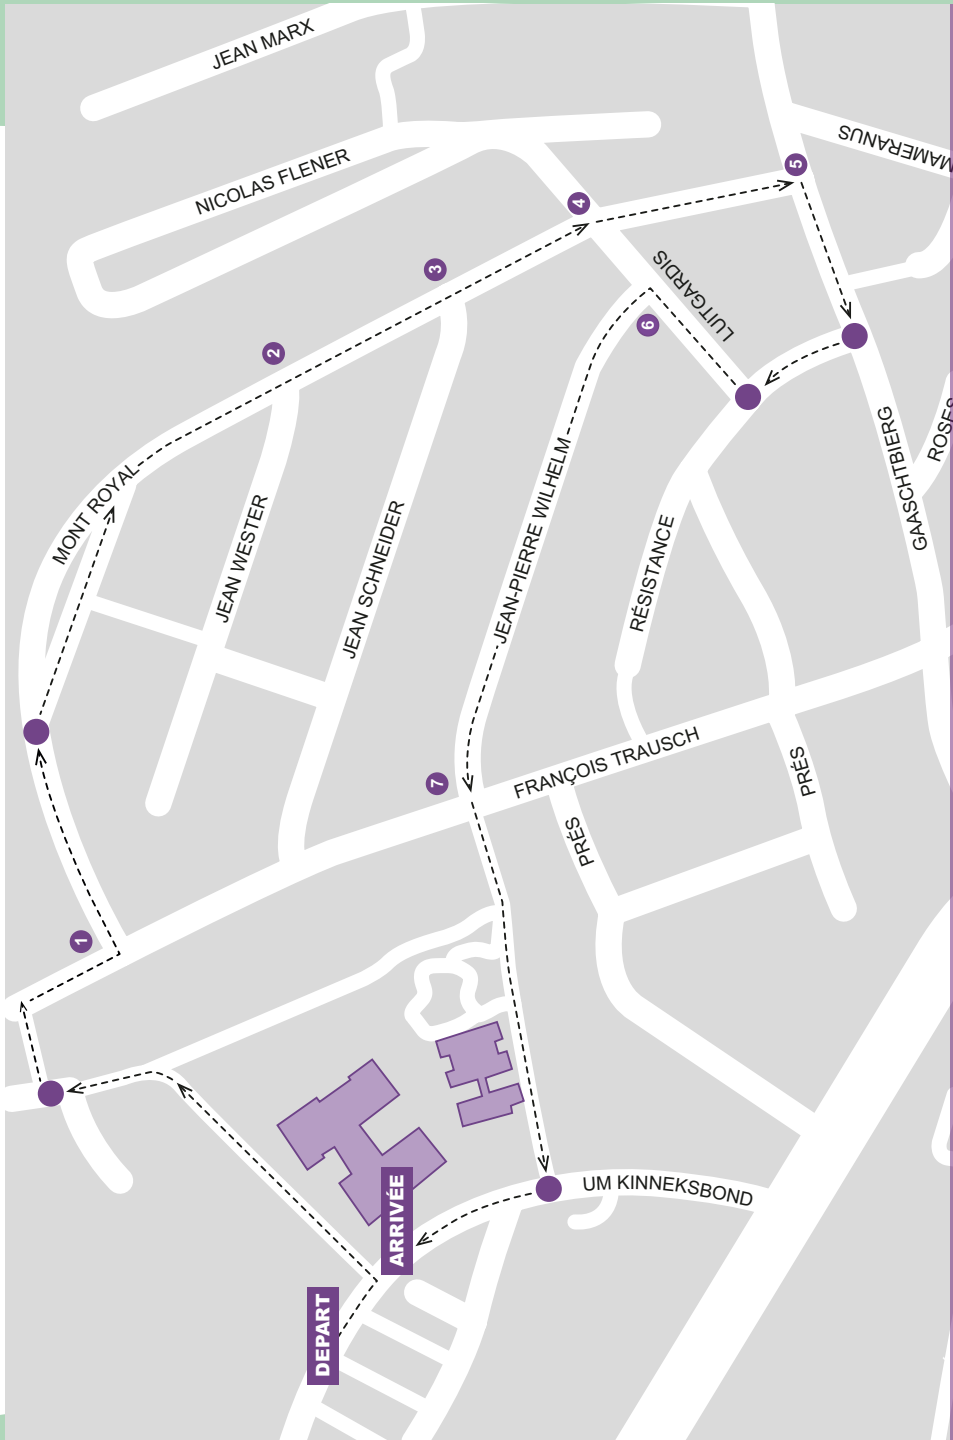 JEAN MARX
MAMERANUS
5
NICOLAS FLENER
4
3
LUITGARDIS
6
2
MONT ROYAL
JEAN WESTER
JEAN SCHNEIDER
JEAN-PIERRE WILHELM
RÉSISTANCE
GAASCHTBIERG
ROSES
FRANÇOIS TRAUSCH
7
PRÉS
PRÉS
1
UM KINNEKSBOND
ARRIVÉE
DEPART